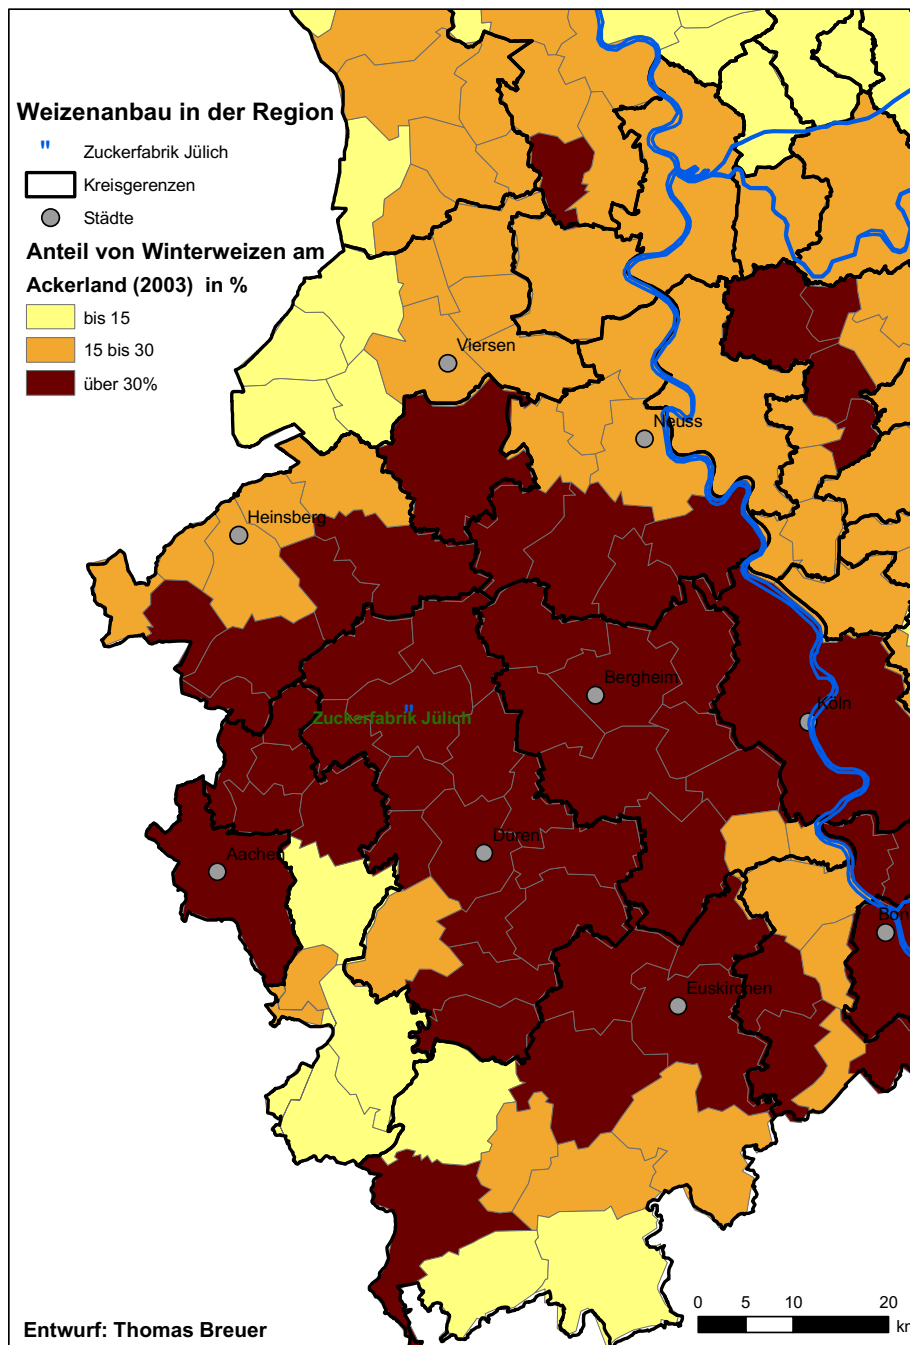 Weizenanbau in der Region
" Zuckerfabrik Jülich
Kreisgerenzen
Städte
Anteil von Winterweizen am
Ackerland (2003) in %
bis 15
15 bis 30
über 30%
Viersen
Neuss
Heinsberg
Bergheim
"
Zuckerfabrik Jülich
Köln
Düren
Aachen
Bon
Euskirchen
0 5 10 20
km
Entwurf: Thomas Breuer